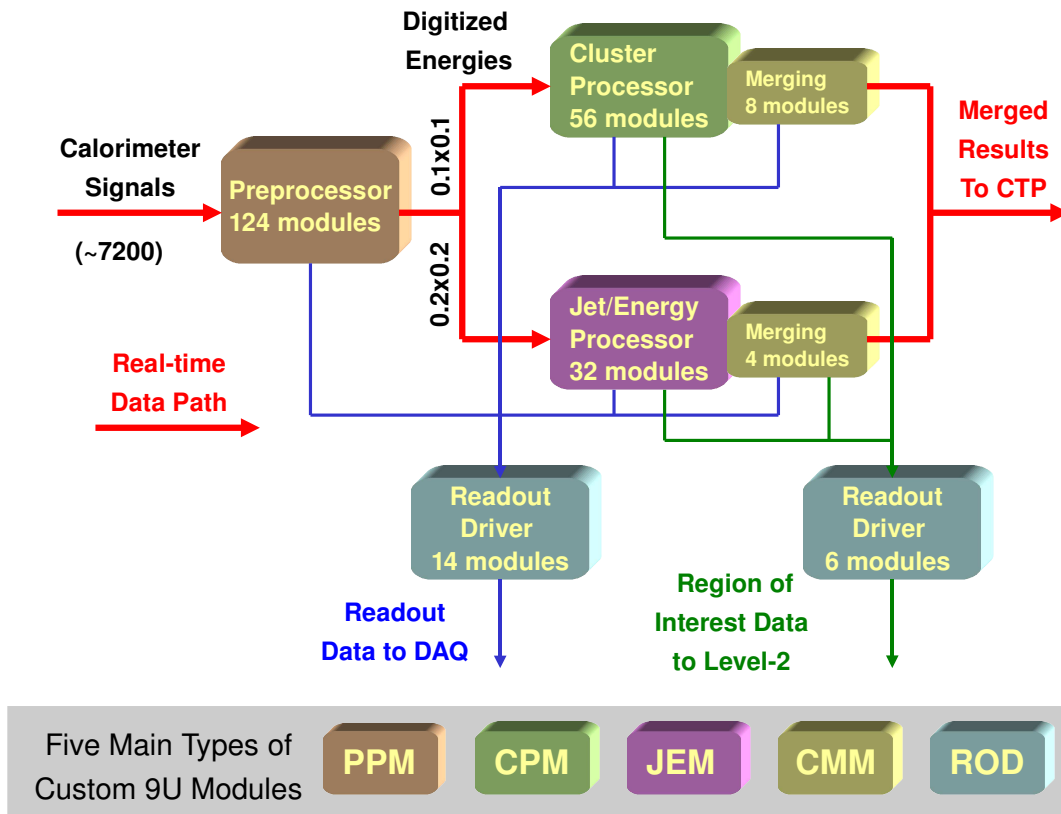 Digitized
Energies
Cluster
Processor
56 modules
Merging
8 modules
Merged
Results
To CTP
Calorimeter
Signals
(~7200)
Preprocessor
124 modules
0.1x0.1
0.2x0.2
Jet/Energy
Processor
32 modules
Merging
4 modules
Real-time
Data Path
Readout
Driver
14 modules
Readout
Driver
6 modules
Readout
Data to DAQ
Region of
Interest Data
to Level-2
Five Main Types of
Custom 9U Modules
PPM
CPM
JEM
CMM
ROD